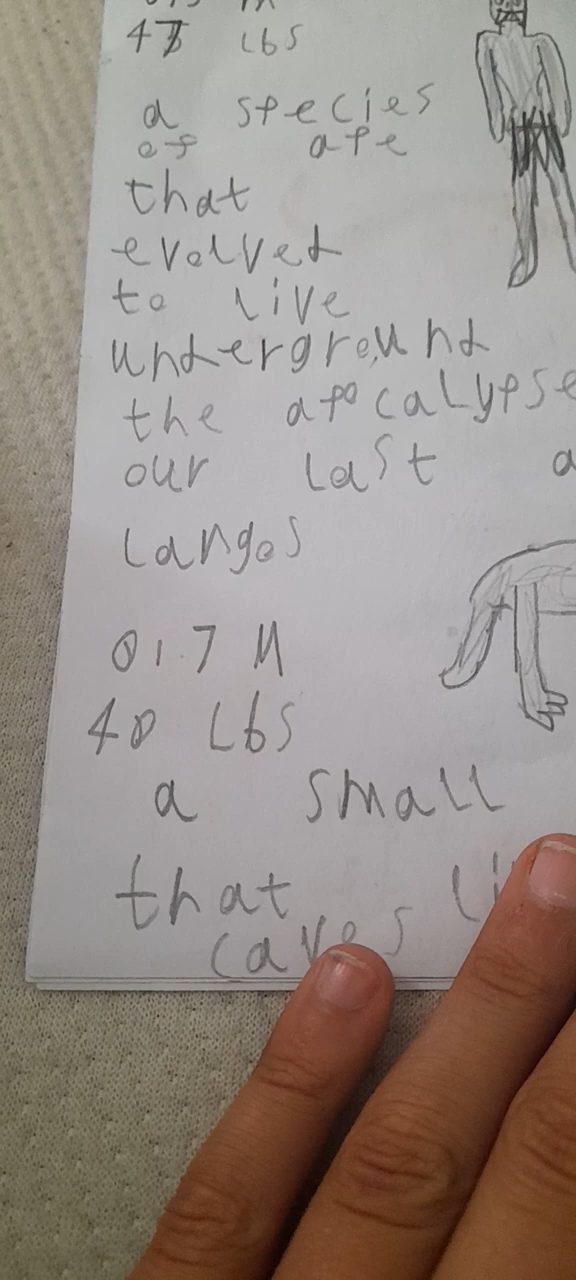 LBS
a species
of ape
that
evolved
to live
underground
the apocalypse
our last a
Langos
0 1 7 M
40 LBS
a small
that
caves